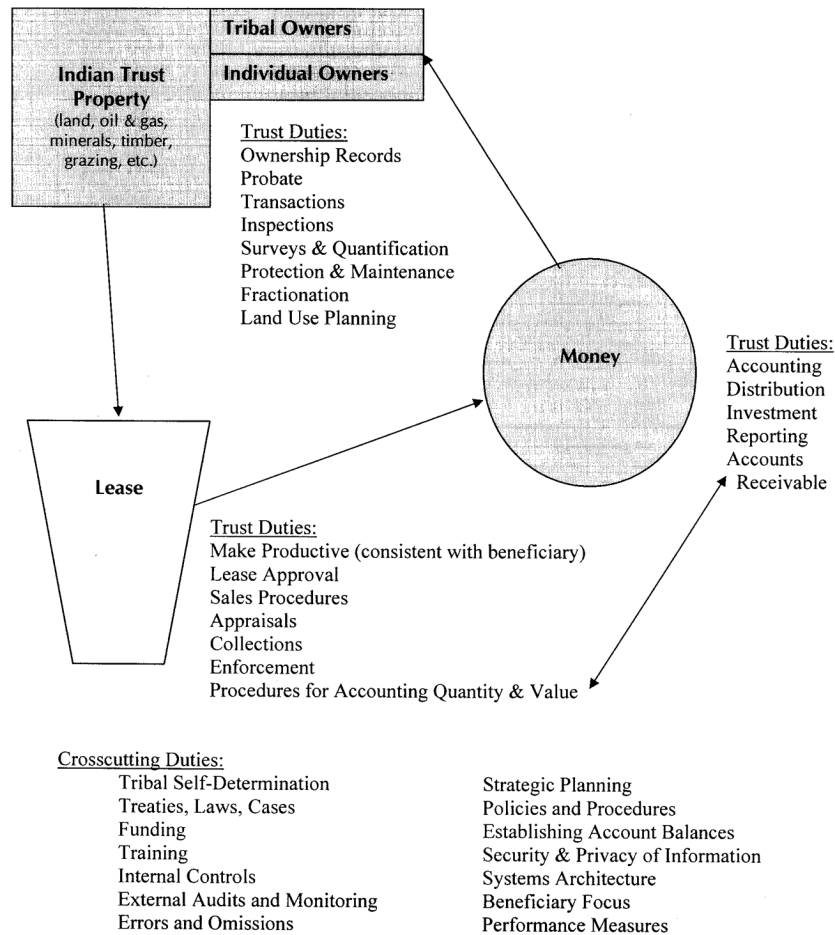 Tribal Owners
Individual Owners
Indian Trust
Property
(land, oil & gas,
minerals, timber,
grazing, etc.)
Trust Duties:
Ownership Records
Probate
Transactions
Inspections
Surveys & Quantification
Protection & Maintenance
Fractionation
Land Use Planning
Money
Trust Duties:
Accounting
Distribution
Investment
Reporting
Accounts
Receivable
Lease
Trust Duties:
Make Productive (consistent with beneficiary)
Lease Approval
Sales Procedures
Appraisals
Collections
Enforcement
Procedures for Accounting Quantity & Value
Crosscutting Duties:
Tribal Self-Determination
Treaties, Laws, Cases
Funding
Training
Internal Controls
External Audits and Monitoring
Errors and Omissions
Strategic Planning
Policies and Procedures
Establishing Account Balances
Security & Privacy of Information
Systems Architecture
Beneficiary Focus
Performance Measures